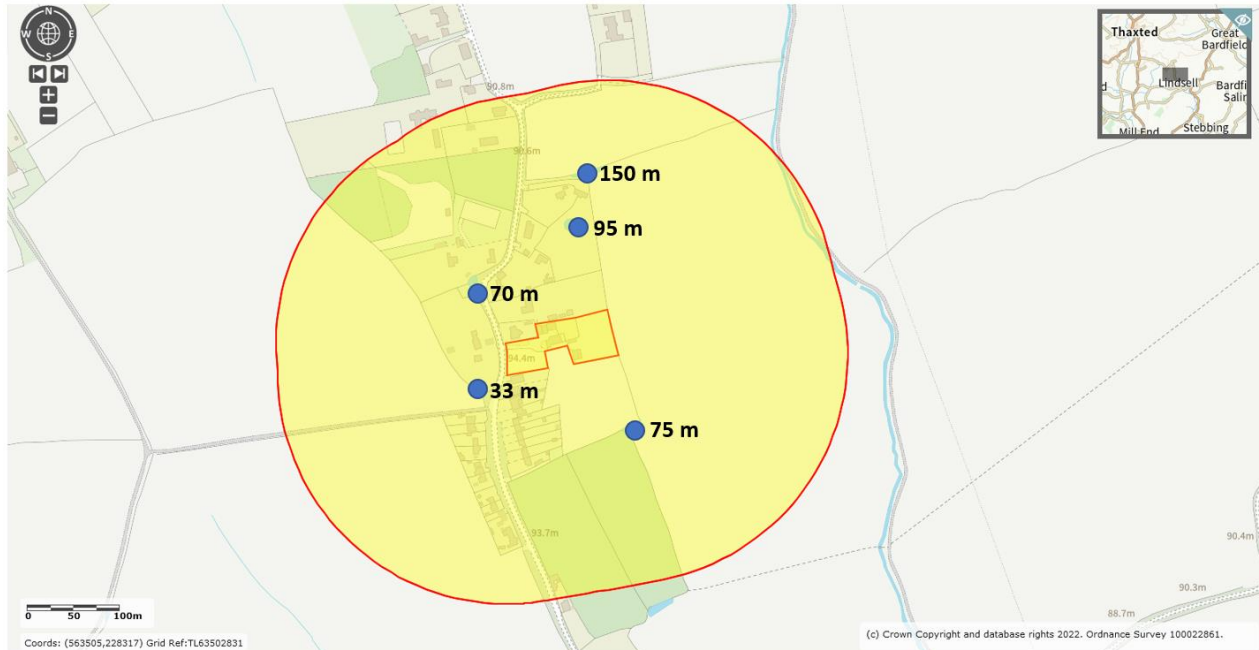 N
W
E
S
90.8m
90.6m
150 m
95 m
70 m
94.4m
33 m
75 m
93.7m
90.4m
90.3m
88.7m
0 50 100m
Coords: (563505,228317) Grid Ref:TL63502831
(c) Crown Copyright and database rights 2022. Ordnance Survey 100022861.
Thaxted
Great
Bardfield
Lindsell
Bardfi
Salin
d
Mill End
Stebbing